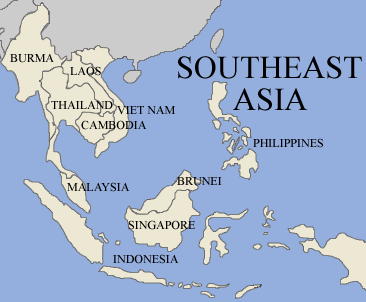 SOUTHEAST
ASIA
BURMA
LAOS
THAILAND
VIET NAM
CAMBODIA
PHILIPPINES
MALAYSIA
BRUNEI
SINGAPORE
INDONESIA